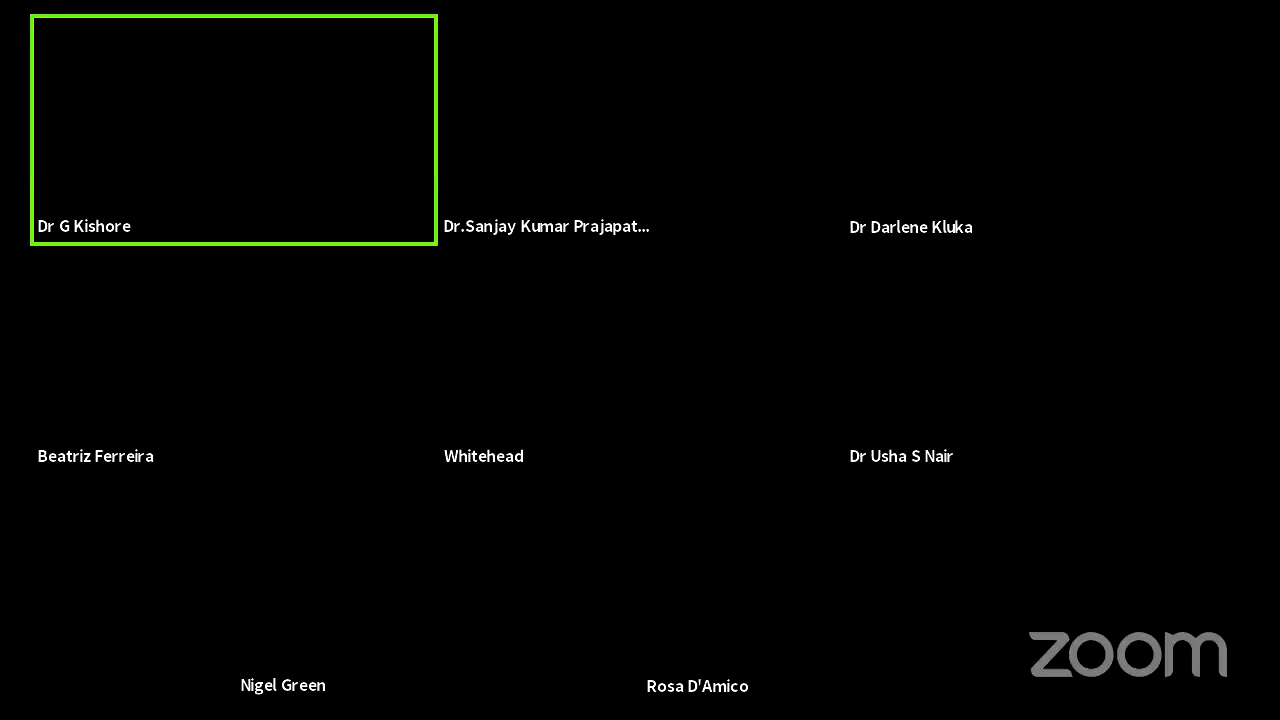 Dr G Kishore
Dr.Sanjay Kumar Prajapat...
Dr Darlene Kluka
Beatriz Ferreira
Whitehead
Dr Usha S Nair
Nigel Green
Rosa D'Amico
zoom